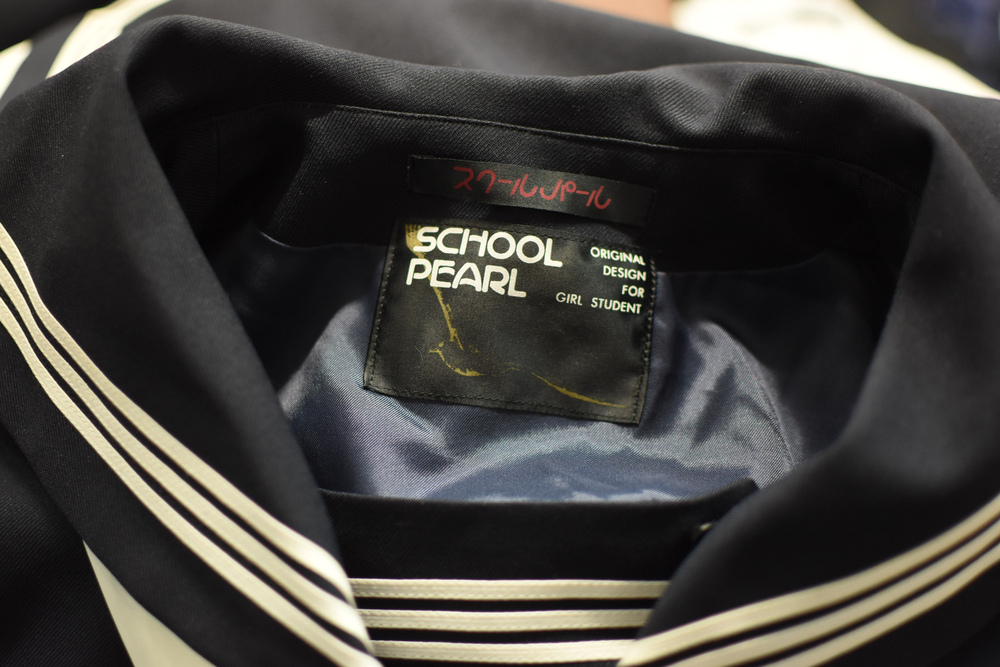 スクールパール
SCHOOL
PEARL
ORIGINAL
DESIGN
FOR
GIRL STUDENT